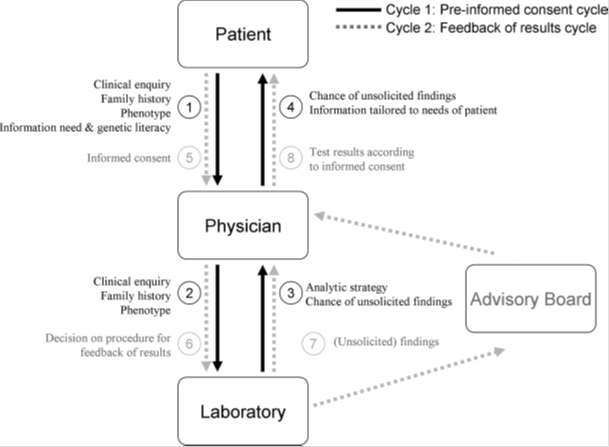 Cycle 1: Pre-informed consent cycle
Cycle 2: Feedback of results cycle
Patient
Clinical enquiry
Family history
Phenotype
Information need & genetic literacy
1
4
Chance of unsolicited findings
Information tailored to needs of patient
Informed consent
5
8
Test results according
to informed consent
Physician
Clinical enquiry
Family history
Phenotype
2
3
Analytic strategy
Chance of unsolicited findings
Advisory Board
Decision on procedure for
feedback of results
6
7
(Unsolicited) findings
Laboratory